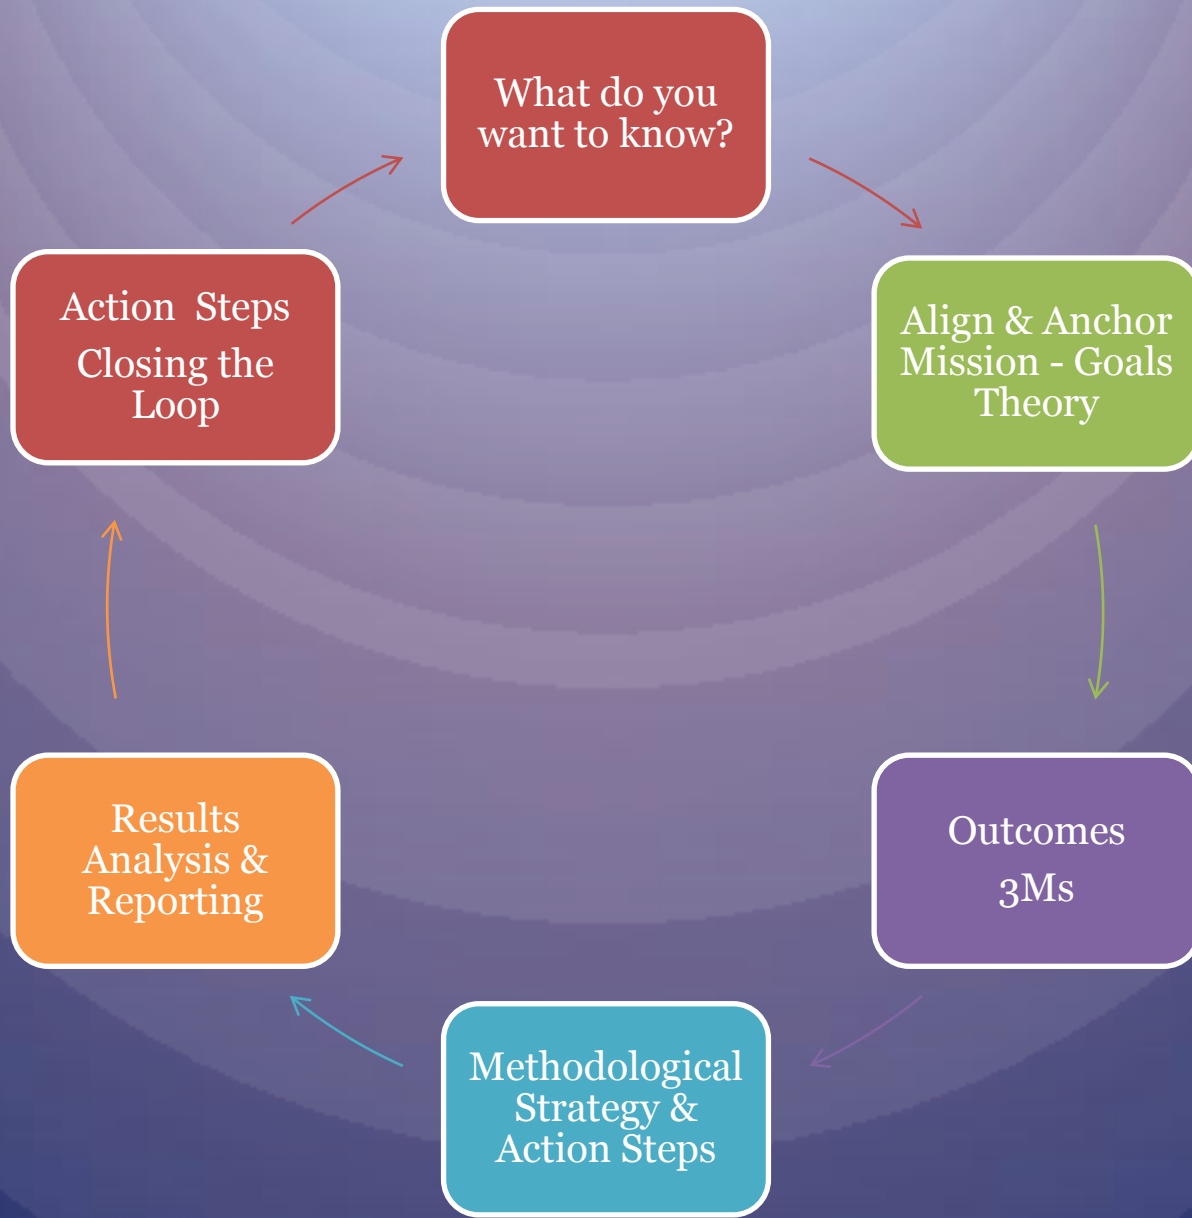 What do you
want to know?
Align & Anchor
Mission - Goals
Theory
Outcomes
3Ms
Methodological
Strategy &
Action Steps
Results
Analysis &
Reporting
Action  Steps
Closing the
Loop